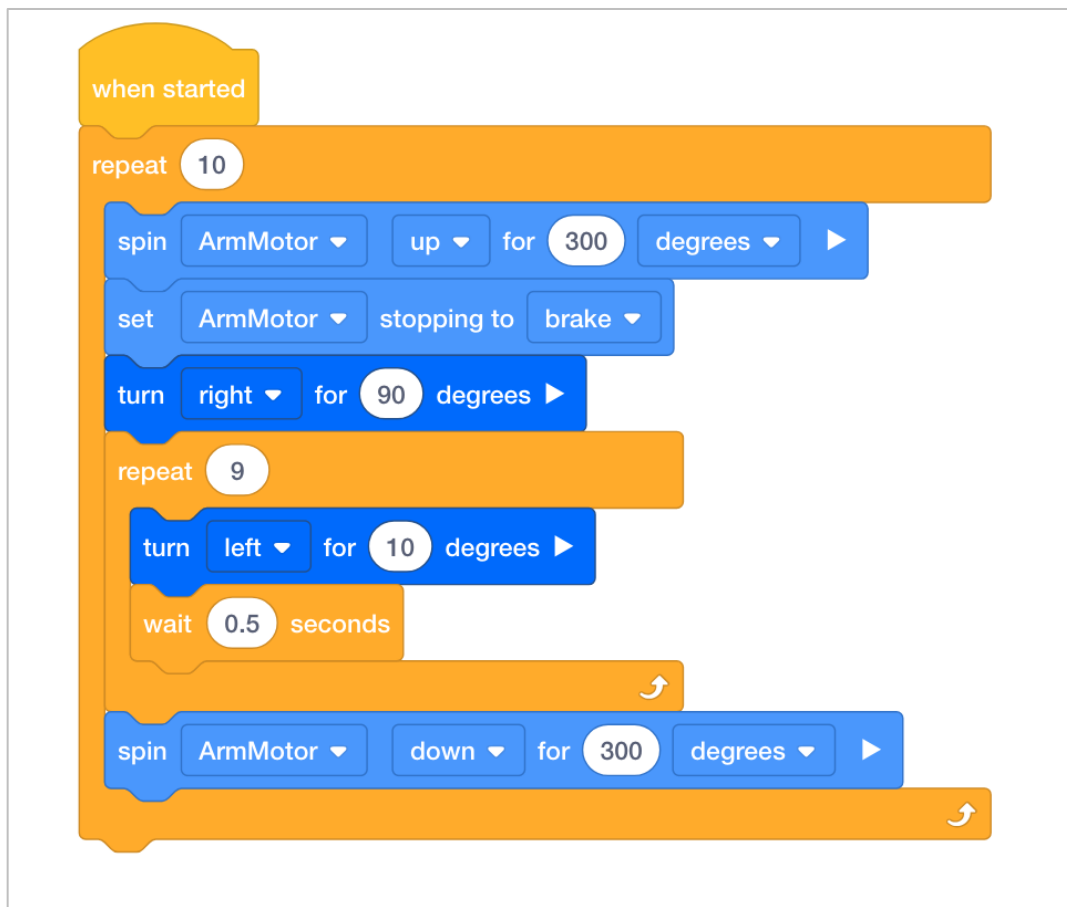 when started
repeat 10
spin ArmMotor up for 300 degrees
set ArmMotor stopping to brake
turn right for 90 degrees
repeat 9
turn left for 10 degrees
wait 0.5 seconds
spin ArmMotor down for 300 degrees